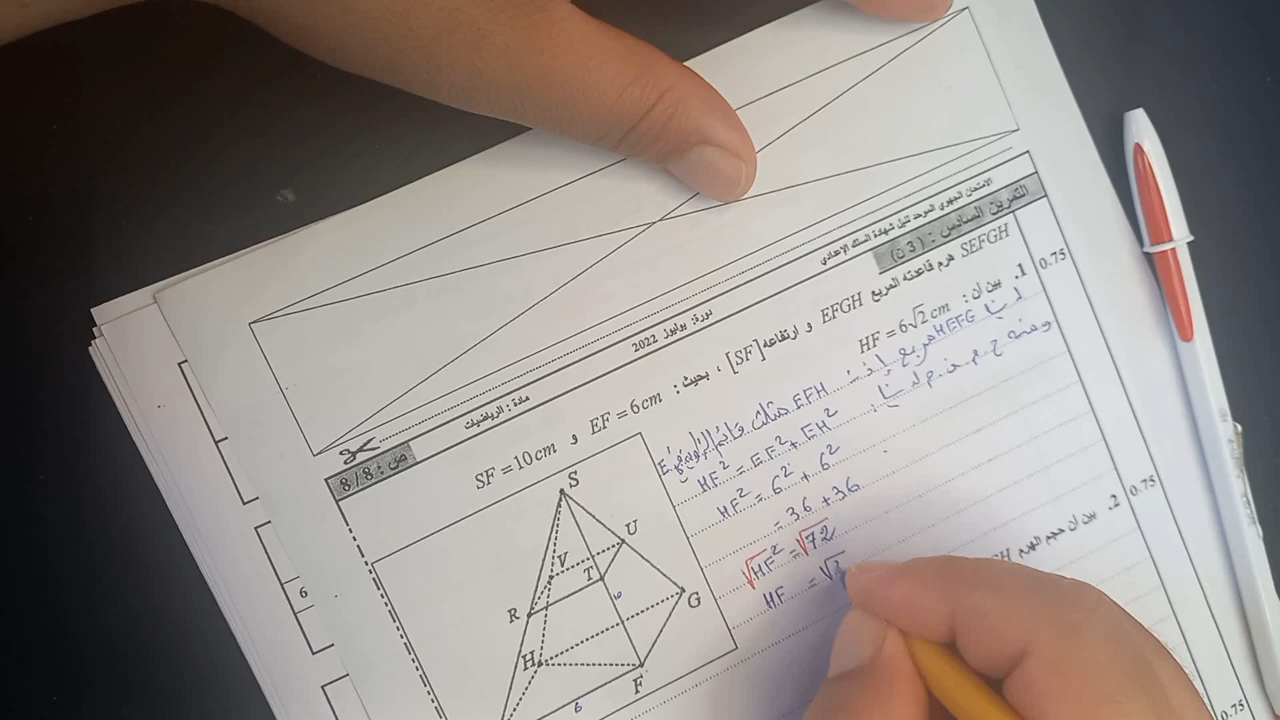 الامتحان الجهوي الموحد لنيل شهادة السلك الإعدادي
دورة: يوليوز 2022
مادة: الرياضيات
ص: 8/8
التمرين السادس: (3ن)
SEFGH هرم قاعدته المربع EFGH و ارتفاعه [SF]، بحيث: EF = 6cm و SF = 10cm
0.75
1. بين أن: HF = 6√2 cm
لدينا HEFG مربع إذن: EFH مثلث قائم الزاوية في E
ومنه ح م ف م لدينا:
HF² = EF² + EH²
HF² = 6² + 6²
= 36 + 36
√HF² = √72
HF = √
0.75
2. بين أن حجم الهرم
0.75
S
U
V
T
R
10
G
H
F
6
6